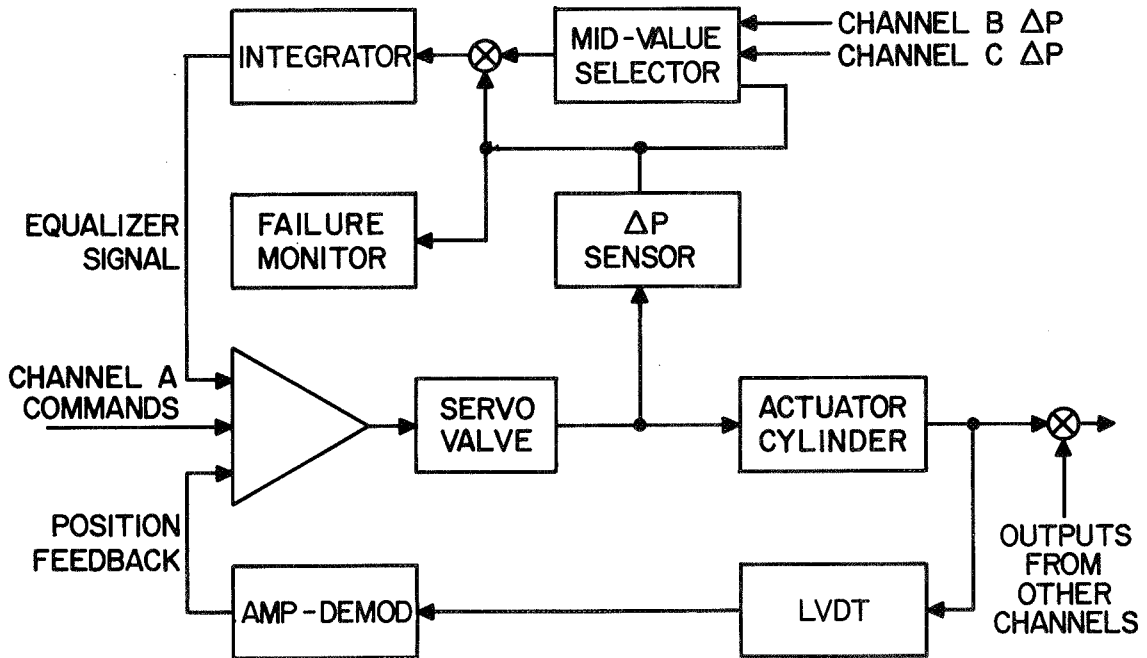 INTEGRATOR
MID-VALUE
SELECTOR
CHANNEL B ΔP
CHANNEL C ΔP
EQUALIZER
SIGNAL
FAILURE
MONITOR
ΔP
SENSOR
CHANNEL A
COMMANDS
SERVO
VALVE
ACTUATOR
CYLINDER
POSITION
FEEDBACK
AMP-DEMOD
LVDT
OUTPUTS
FROM
OTHER
CHANNELS